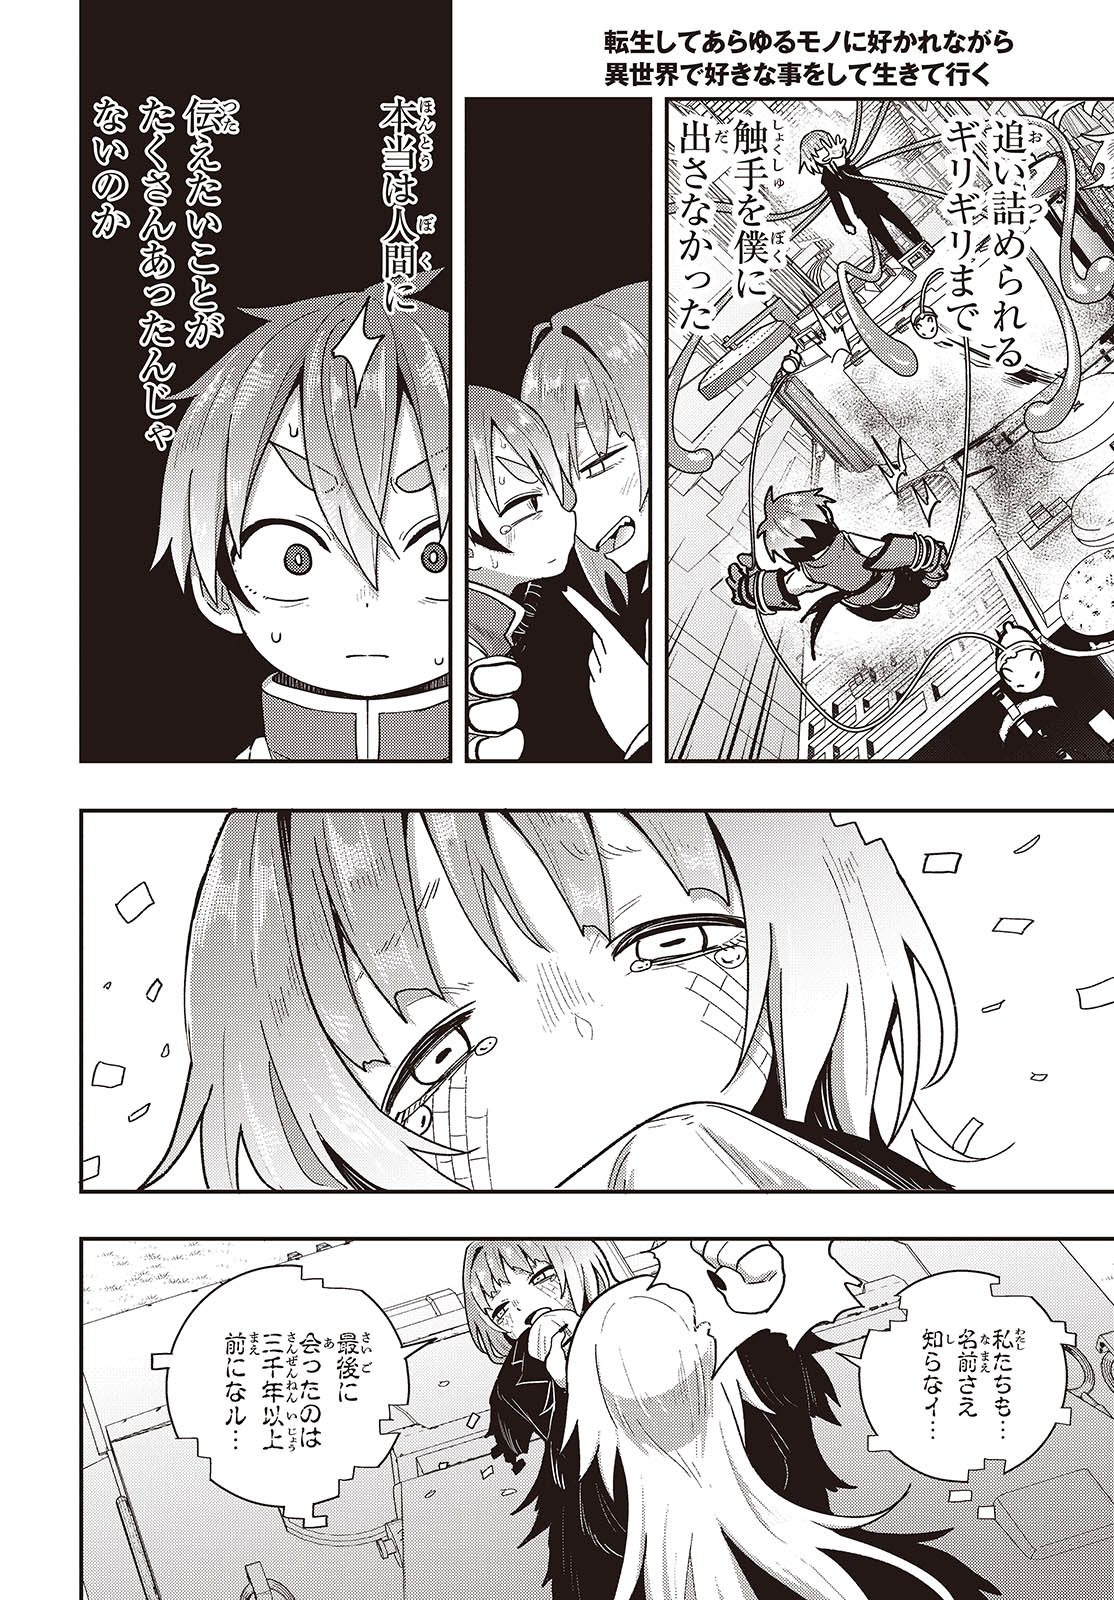 転生してあらゆるモノに好かれながら
異世界で好きな事をして生きて行く
追い詰められる
ギリギリまで
触手を僕に
出さなかった
本当は人間に
伝えたいことが
たくさんあったんじゃ
ないのか
私たちも…
名前さえ
知らなイ…
最後に
会ったのは
三千年以上
前になル…